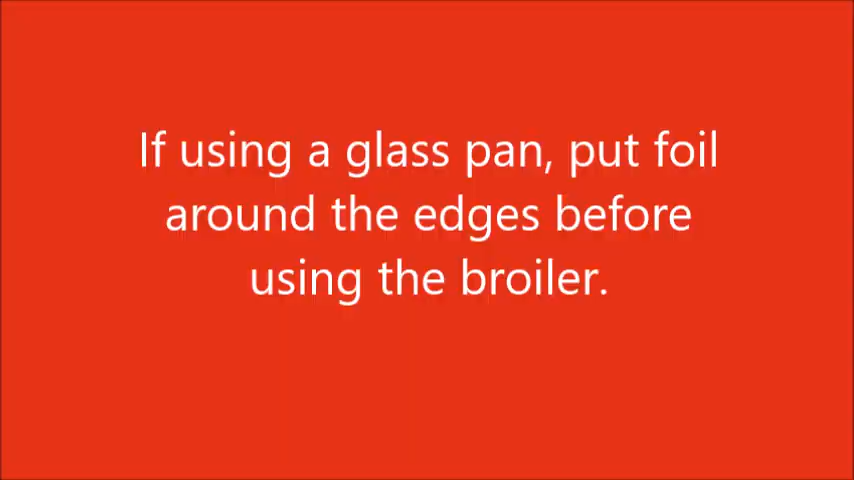 If using a glass pan, put foil
around the edges before
using the broiler.